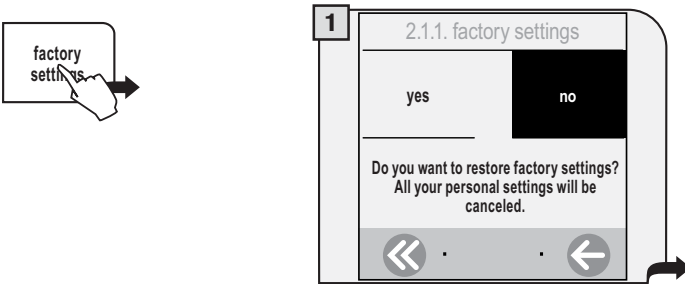 factory
settings
1
2.1.1. factory settings
yes
no
Do you want to restore factory settings?
All your personal settings will be
canceled.